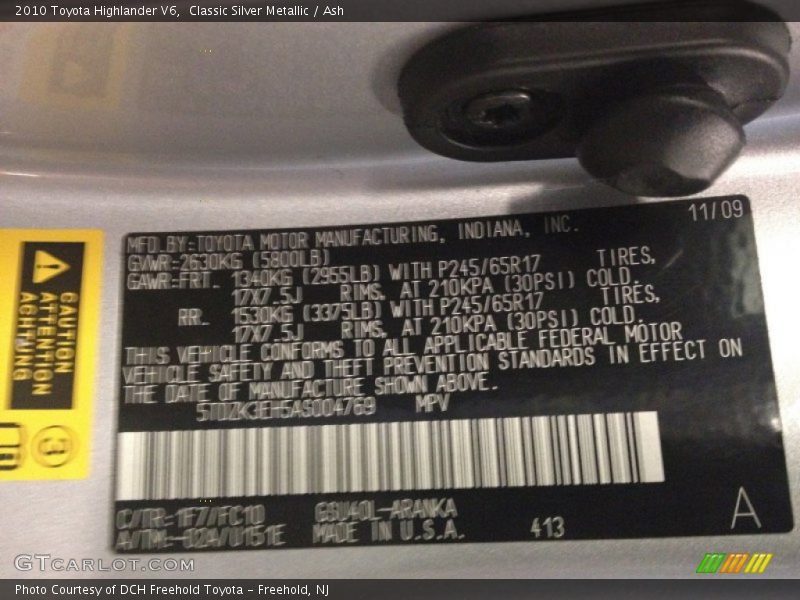 2010 Toyota Highlander V6,  Classic Silver Metallic / Ash
11/09
MFD.BY:TOYOTA MOTOR MANUFACTURING, INDIANA, INC.
GVWR:2630KG (5800LB)
GAWR:FRT. 1340KG (2955LB) WITH P245/65R17 TIRES,
17X7.5J RIMS, AT 210KPA (30PSI) COLD.
RR. 1530KG (3375LB) WITH P245/65R17 TIRES,
17X7.5J RIMS, AT 210KPA (30PSI) COLD.
THIS VEHICLE CONFORMS TO ALL APPLICABLE FEDERAL MOTOR
VEHICLE SAFETY AND THEFT PREVENTION STANDARDS IN EFFECT ON
THE DATE OF MANUFACTURE SHOWN ABOVE.
5TDZK3EH5AS004769 MPV
C/TR:1F7/FC10 GSU40L-ARANKA
A/TM:-02A/U151E MADE IN U.S.A. 413
A
CAUTION
ATTENTION
ACHTUNG
3
GTCARLOT.COM
Photo Courtesy of DCH Freehold Toyota – Freehold, NJ